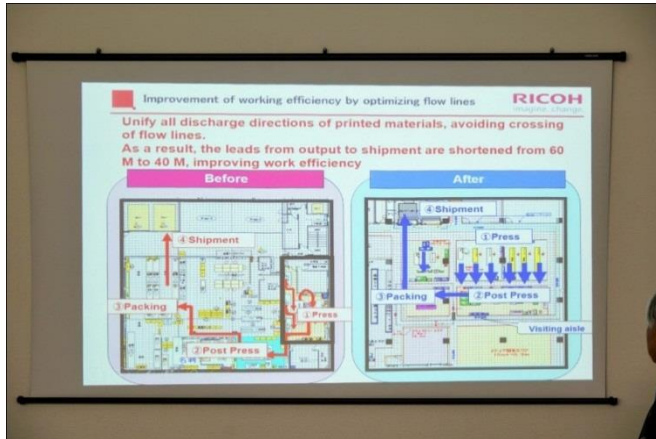 Improvement of working efficiency by optimizing flow lines
RICOH
imagine. change.
Unify all discharge directions of printed materials, avoiding crossing
of flow lines.
As a result, the leads from output to shipment are shortened from 60
M to 40 M, improving work efficiency
Before
④Shipment
③Packing
①Press
②Post Press
After
④Shipment
①Press
③Packing
②Post Press
Visiting aisle